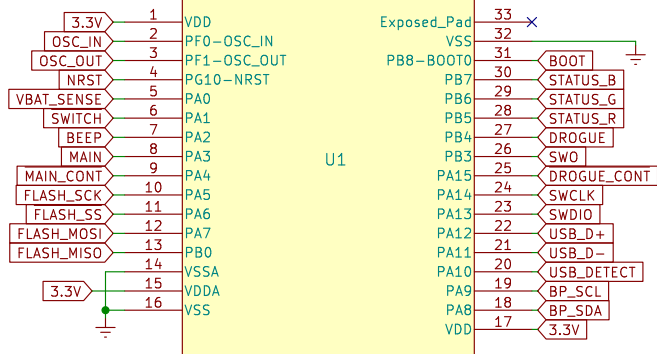 3.3V 1 VDD Exposed_Pad 33
OSC_IN 2 PF0-OSC_IN VSS 32
OSC_OUT 3 PF1-OSC_OUT PB8-BOOT0 31 BOOT
NRST 4 PG10-NRST PB7 30 STATUS_B
VBAT_SENSE 5 PA0 PB6 29 STATUS_G
SWITCH 6 PA1 PB5 28 STATUS_R
BEEP 7 PA2 PB4 27 DROGUE
MAIN 8 PA3 U1 PB3 26 SWO
MAIN_CONT 9 PA4 PA15 25 DROGUE_CONT
FLASH_SCK 10 PA5 PA14 24 SWCLK
FLASH_SS 11 PA6 PA13 23 SWDIO
FLASH_MOSI 12 PA7 PA12 22 USB_D+
FLASH_MISO 13 PB0 PA11 21 USB_D-
14 VSSA PA10 20 USB_DETECT
3.3V 15 VDDA PA9 19 BP_SCL
16 VSS PA8 18 BP_SDA
VDD 17 3.3V